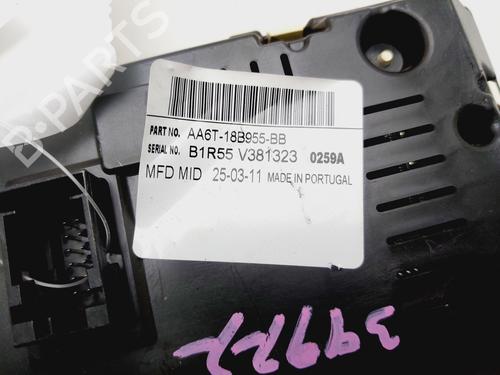 B-PARTS
PART NO. AA6T-18B955-BB
SERIAL NO. B1R55 V381323 0259A
MFD MID 25-03-11 MADE IN PORTUGAL